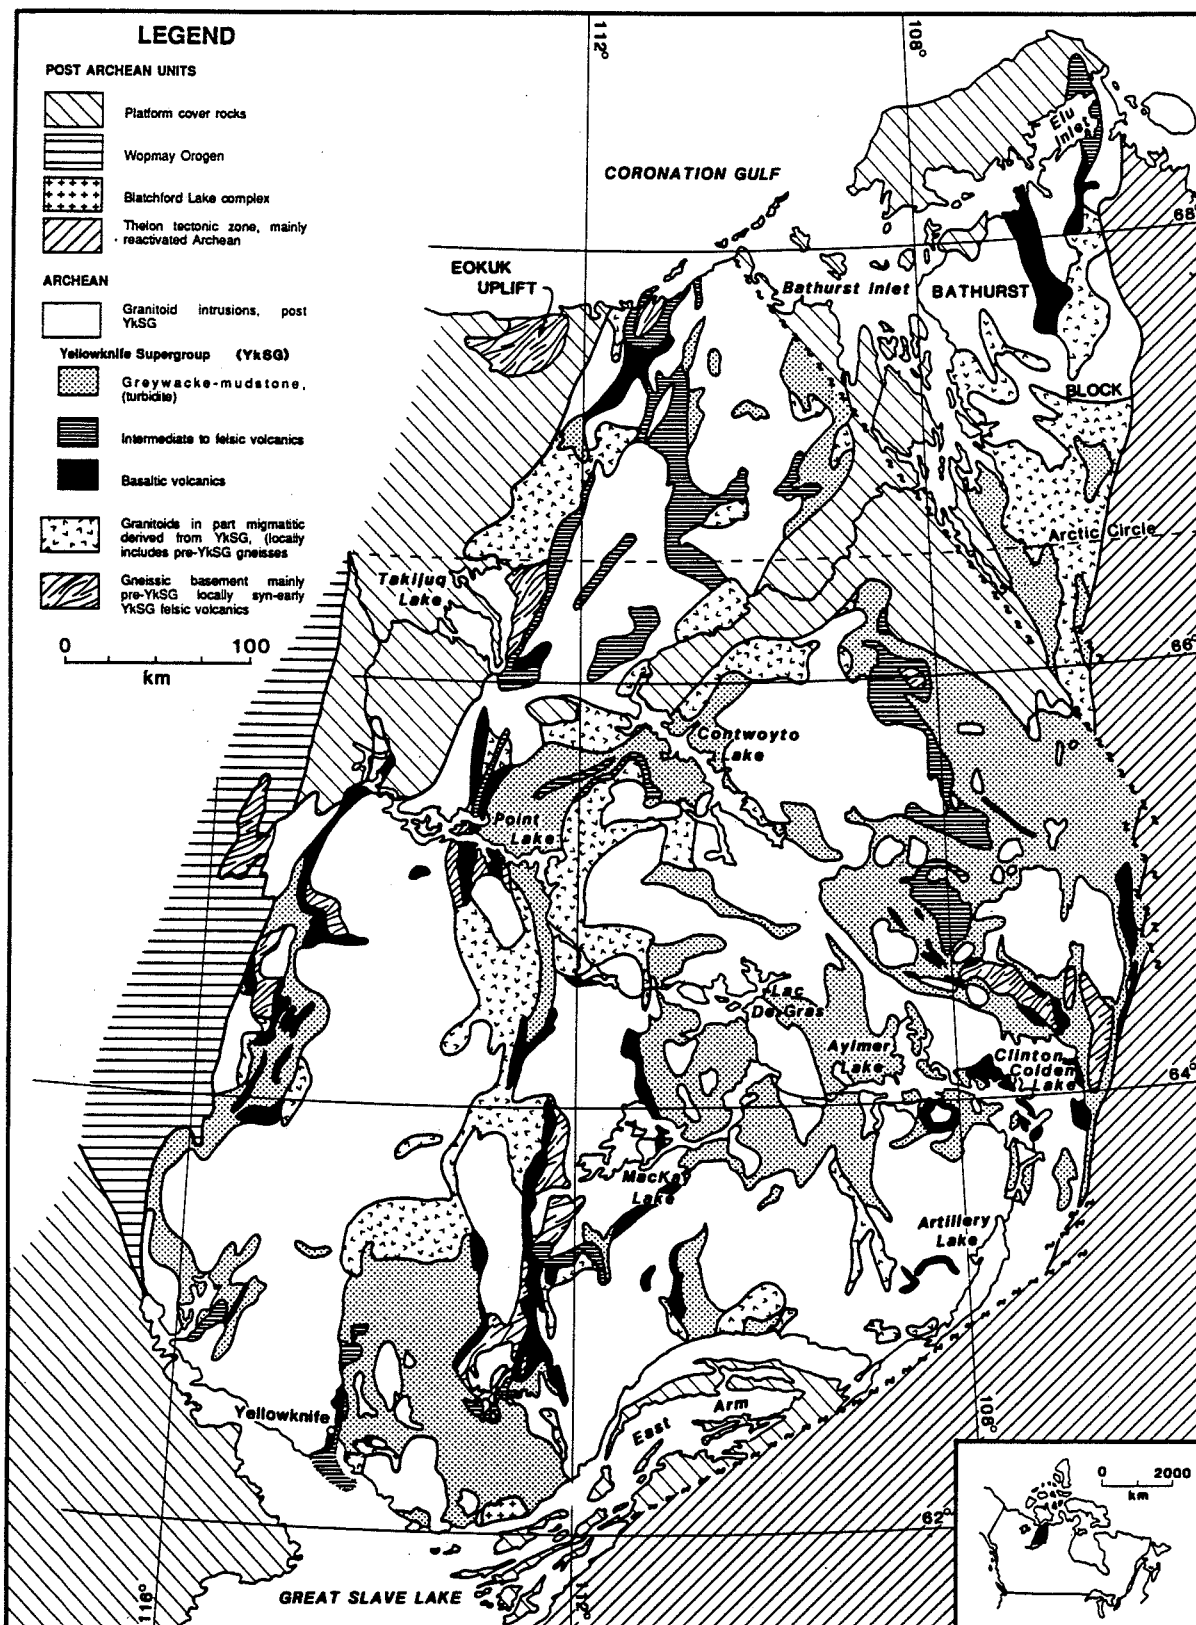 LEGEND
POST ARCHEAN UNITS
Platform cover rocks
Wopmay Orogen
Blatchford Lake complex
Thelon tectonic zone, mainly
reactivated Archean
ARCHEAN
Granitoid intrusions, post
YkSG
Yellowknife Supergroup (YkSG)
Greywacke-mudstone,
(turbidite)
Intermediate to felsic volcanics
Basaltic volcanics
Granitoids in part migmatitic
derived from YkSG, (locally
includes pre-YkSG gneisses
Gneissic basement mainly
pre-YkSG locally syn-early
YkSG felsic volcanics
0 100
km
112°
108°
Elu
Inlet
CORONATION GULF
68°
EOKUK
UPLIFT
Bathurst Inlet
BATHURST
BLOCK
Arctic Circle
Takijuq
Lake
66°
Contwoyto
Lake
Point
Lake
Lac
De Gras
Aylmer
Lake
Clinton
Colden
Lake
64°
MacKay
Lake
Artillery
Lake
Yellowknife
East
Arm
108°
62°
0 2000
km
GREAT SLAVE LAKE
116°
112°